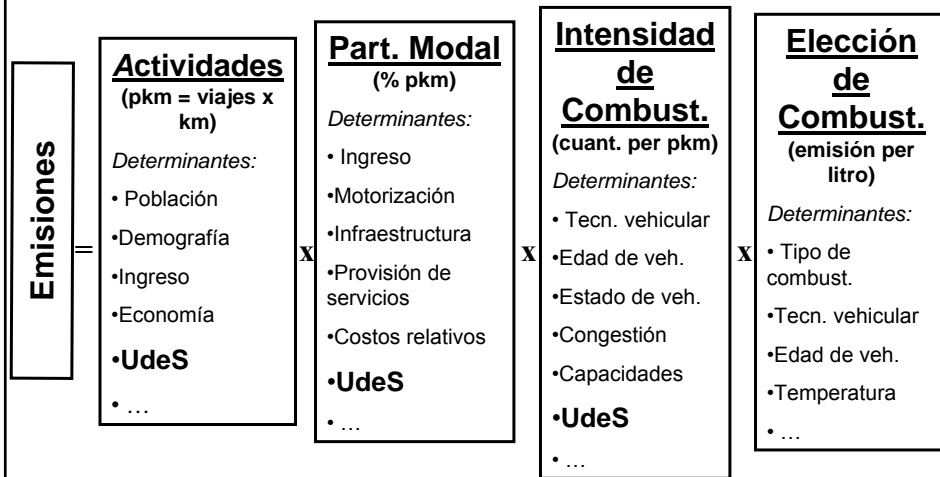 Emisiones
=
Actividades
(pkm = viajes x
km)
Determinantes:
• Población
•Demografía
•Ingreso
•Economía
•UdeS
• …
x
Part. Modal
(% pkm)
Determinantes:
• Ingreso
•Motorización
•Infraestructura
•Provisión de
servicios
•Costos relativos
•UdeS
• …
x
Intensidad
de
Combust.
(cuant. per pkm)
Determinantes:
• Tecn. vehicular
•Edad de veh.
•Estado de veh.
•Congestión
•Capacidades
•UdeS
• …
x
Elección
de
Combust.
(emisión per
litro)
Determinantes:
• Tipo de
combust.
•Tecn. vehicular
•Edad de veh.
•Temperatura
• …